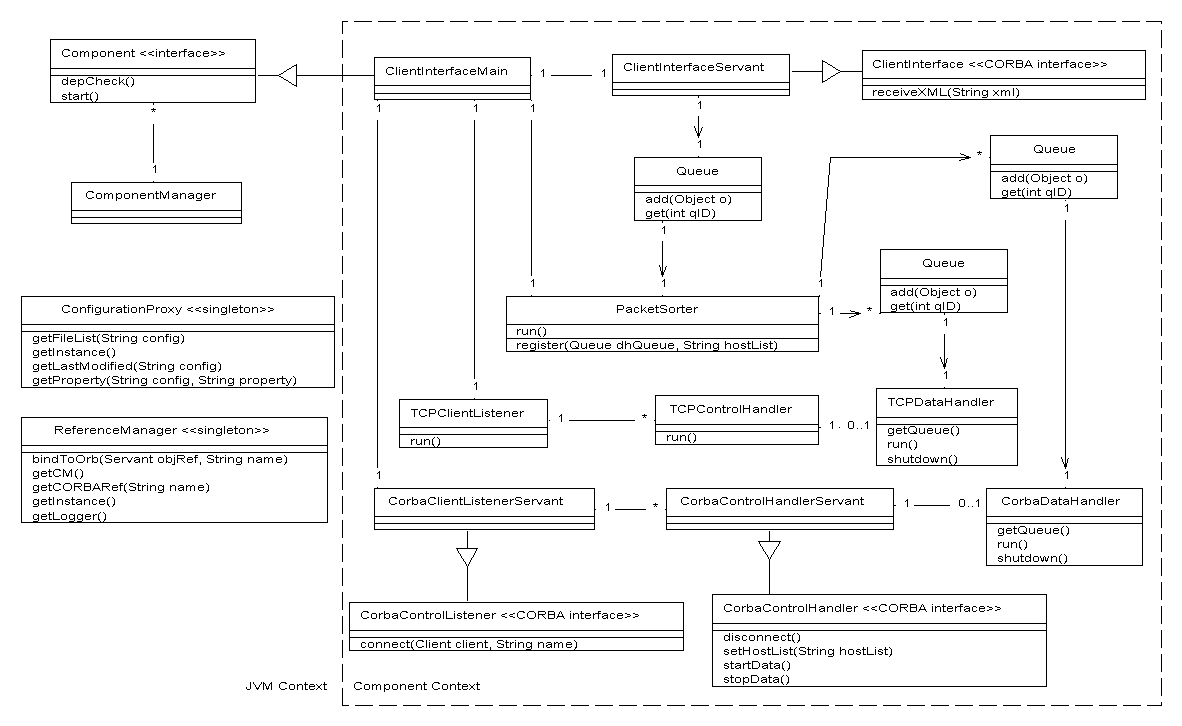 Component <<interface>>
depCheck()
start()
*
1
ComponentManager
ClientInterfaceMain
1
1
ClientInterfaceServant
ClientInterface <<CORBA interface>>
receiveXML(String xml)
1
1
1
1
1
Queue
add(Object o)
get(int qID)
1
*
Queue
add(Object o)
get(int qID)
1
Queue
add(Object o)
get(int qID)
1
ConfigurationProxy <<singleton>>
getFileList(String config)
getInstance()
getLastModified(String config)
getProperty(String config, String property)
1
1
1
PacketSorter
run()
register(Queue dhQueue, String hostList)
1
*
1
ReferenceManager <<singleton>>
bindToOrb(Servant objRef, String name)
getCM()
getCORBARef(String name)
getInstance()
getLogger()
1
TCPClientListener
run()
1
*
TCPControlHandler
run()
1
0..1
TCPDataHandler
getQueue()
run()
shutdown()
1
CorbaClientListenerServant
1
*
CorbaControlHandlerServant
1
0..1
1
CorbaDataHandler
getQueue()
run()
shutdown()
CorbaControlListener <<CORBA interface>>
connect(Client client, String name)
CorbaControlHandler <<CORBA interface>>
disconnect()
setHostList(String hostList)
startData()
stopData()
JVM Context
Component Context